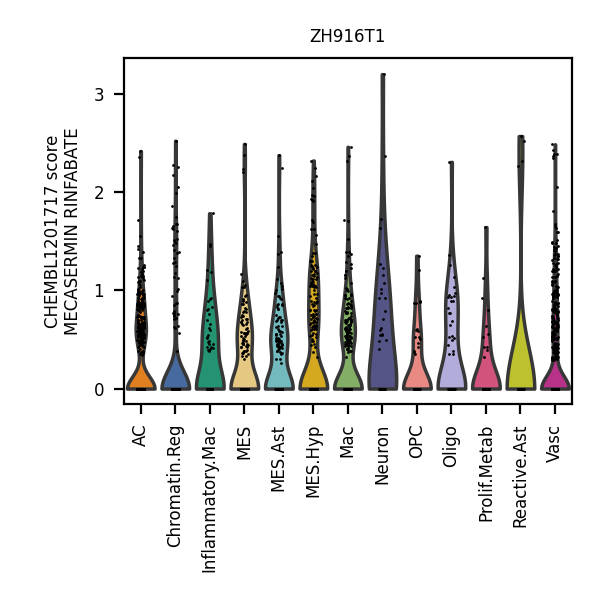 ZH916T1
CHEMBL1201717 score
MECASERMIN RINFABATE
3
2
1
0
AC
Chromatin.Reg
Inflammatory.Mac
MES
MES.Ast
MES.Hyp
Mac
Neuron
OPC
Oligo
Prolif.Metab
Reactive.Ast
Vasc